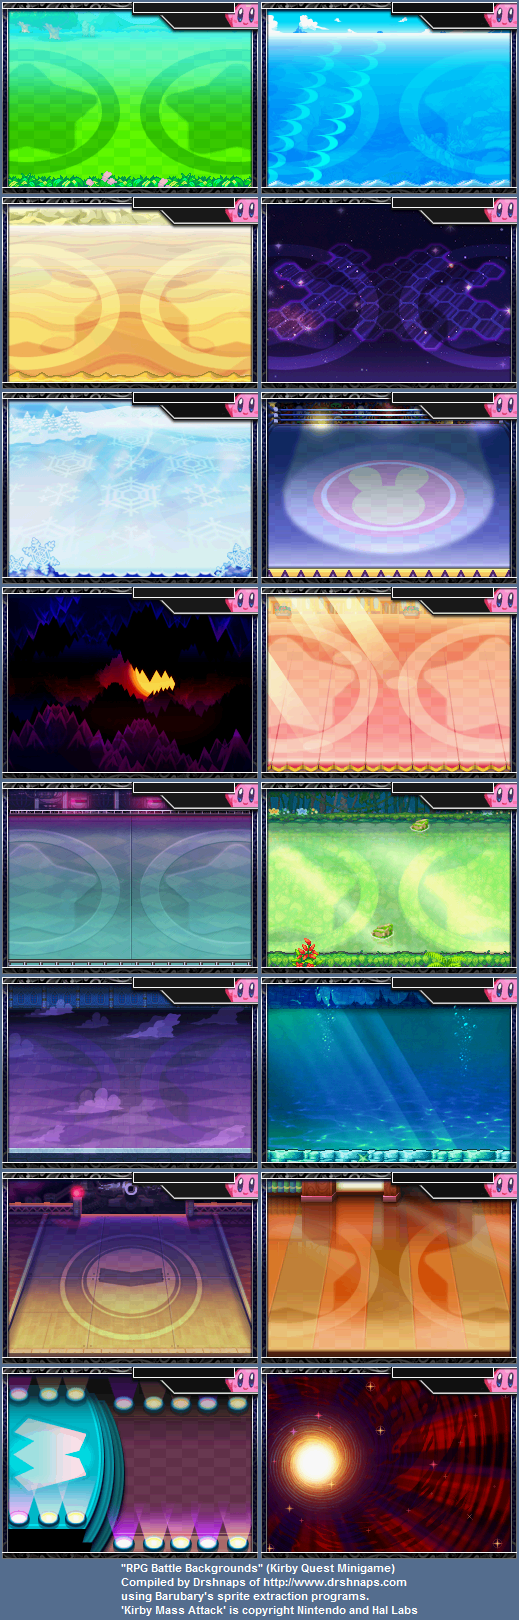 "RPG Battle Backgrounds" (Kirby Quest Minigame)
Compiled by Drshnaps of http://www.drshnaps.com
using Barubary's sprite extraction programs.
'Kirby Mass Attack' is copyright Nintendo and Hal Labs